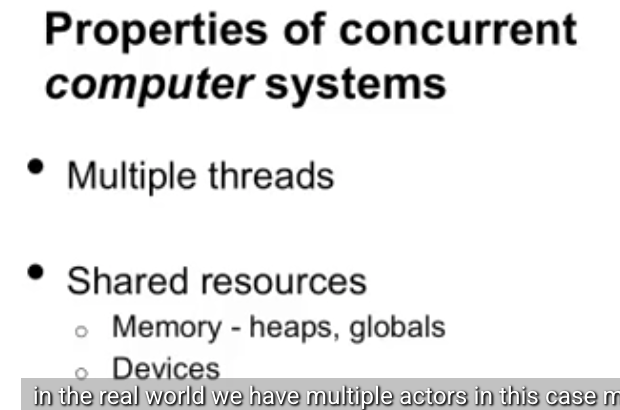 Properties of concurrent
computer systems
• Multiple threads
• Shared resources
○ Memory - heaps, globals
○ Devices
in the real world we have multiple actors in this case m